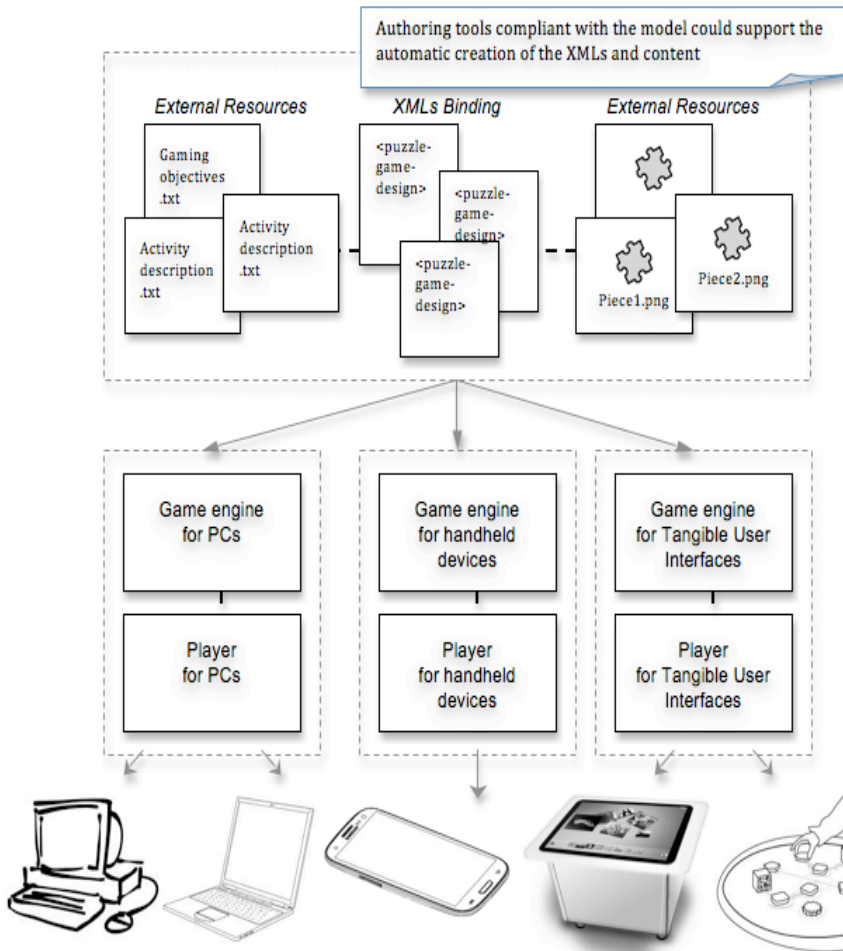 Authoring tools compliant with the model could support the
automatic creation of the XMLs and content
External Resources
XMLs Binding
External Resources
Gaming
objectives
.txt
Activity
description
.txt
Activity
description
.txt
<puzzle-
game-
design>
<puzzle-
game-
design>
<puzzle-
game-
design>
Piece1.png
Piece2.png
Game engine
for PCs
Game engine
for handheld
devices
Game engine
for Tangible User
Interfaces
Player
for PCs
Player
for handheld
devices
Player
for Tangible User
Interfaces